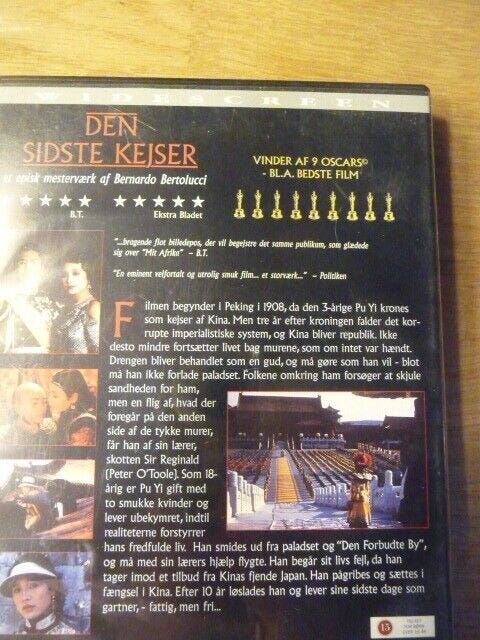 WIDESCREEN
DEN
SIDSTE KEJSER
et episk mesterværk af Bernardo Bertolucci
B.T.
Ekstra Bladet
VINDER AF 9 OSCARS©
- BL.A. BEDSTE FILM
"...bragende flot billedepos, der vil begejstre det samme publikum, som glædede
sig over "Mit Afrika" – B.T.
"En eminent velfortalt og utrolig smuk film... et storværk..." – Politiken
Filmen begynder i Peking i 1908, da den 3-årige Pu Yi krones
som kejser af Kina. Men tre år efter kroningen falder det kor-
rupte imperialistiske system, og Kina bliver republik. Ikke
desto mindre fortsætter livet bag murene, som om intet var hændt.
Drengen bliver behandlet som en gud, og må gøre som han vil - blot
må han ikke forlade paladset. Folkene omkring ham forsøger at skjule
sandheden for ham,
men en flig af, hvad der
foregår på den anden
side af de tykke murer,
får han af sin lærer,
skotten Sir Reginald
(Peter O'Toole). Som 18-
årig er Pu Yi gift med
to smukke kvinder og
lever ubekymret, indtil
realiteterne forstyrrer
hans fredfulde liv. Han smides ud fra paladset og "Den Forbudte By",
og må med sin lærers hjælp flygte. Han begår sit livs fejl, da han
tager imod et tilbud fra Kinas fjende Japan. Han pågribes og sættes i
fængsel i Kina. Efter 10 år løslades han og lever sine sidste dage som
gartner, - fattig, men fri...
15